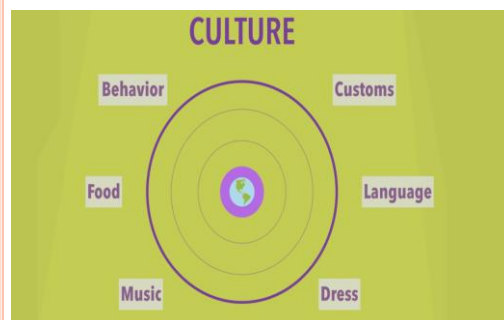 CULTURE
Behavior
Customs
Food
Language
Music
Dress